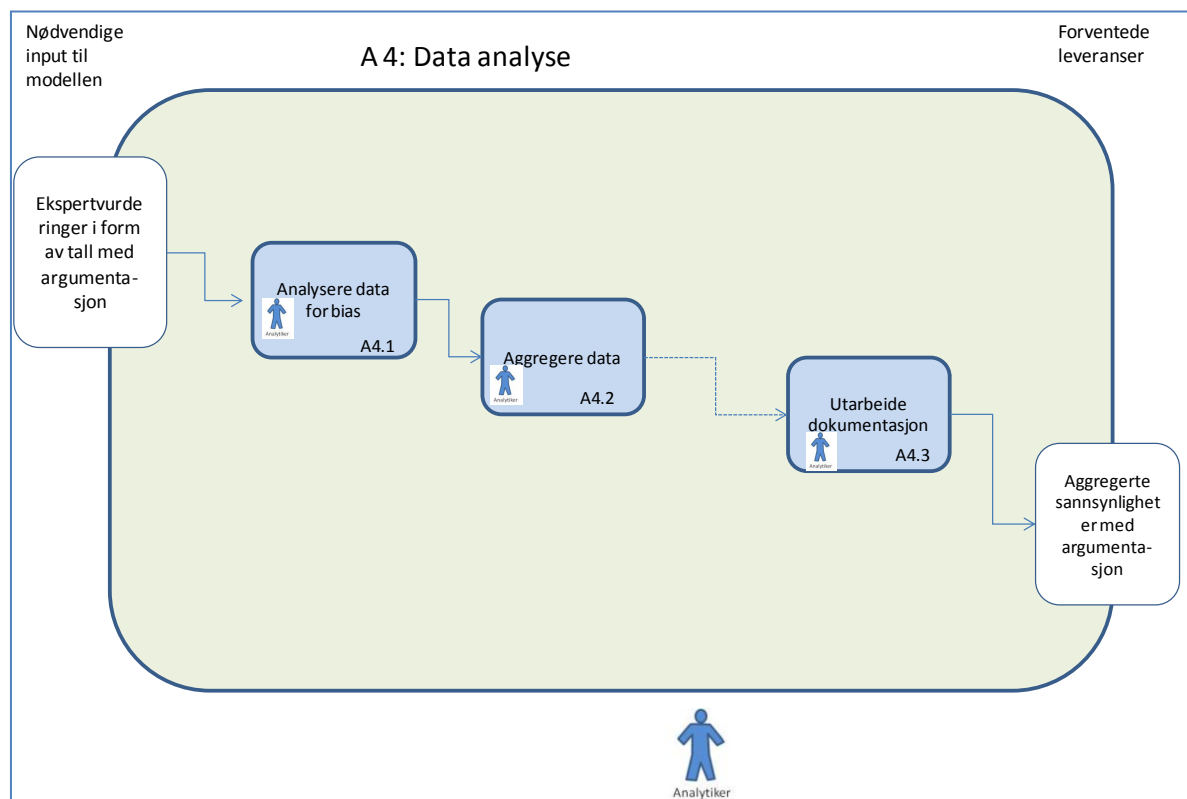 Nødvendige
input til
modellen
A 4: Data analyse
Forventede
leveranser
Ekspertvurde
ringer i form
av tall med
argumenta-
sjon
Analysere data
for bias
Analytiker
A4.1
Aggregere data
Analytiker
A4.2
Utarbeide
dokumentasjon
Analytiker
A4.3
Aggregerte
sannsynlighet
er med
argumenta-
sjon
Analytiker